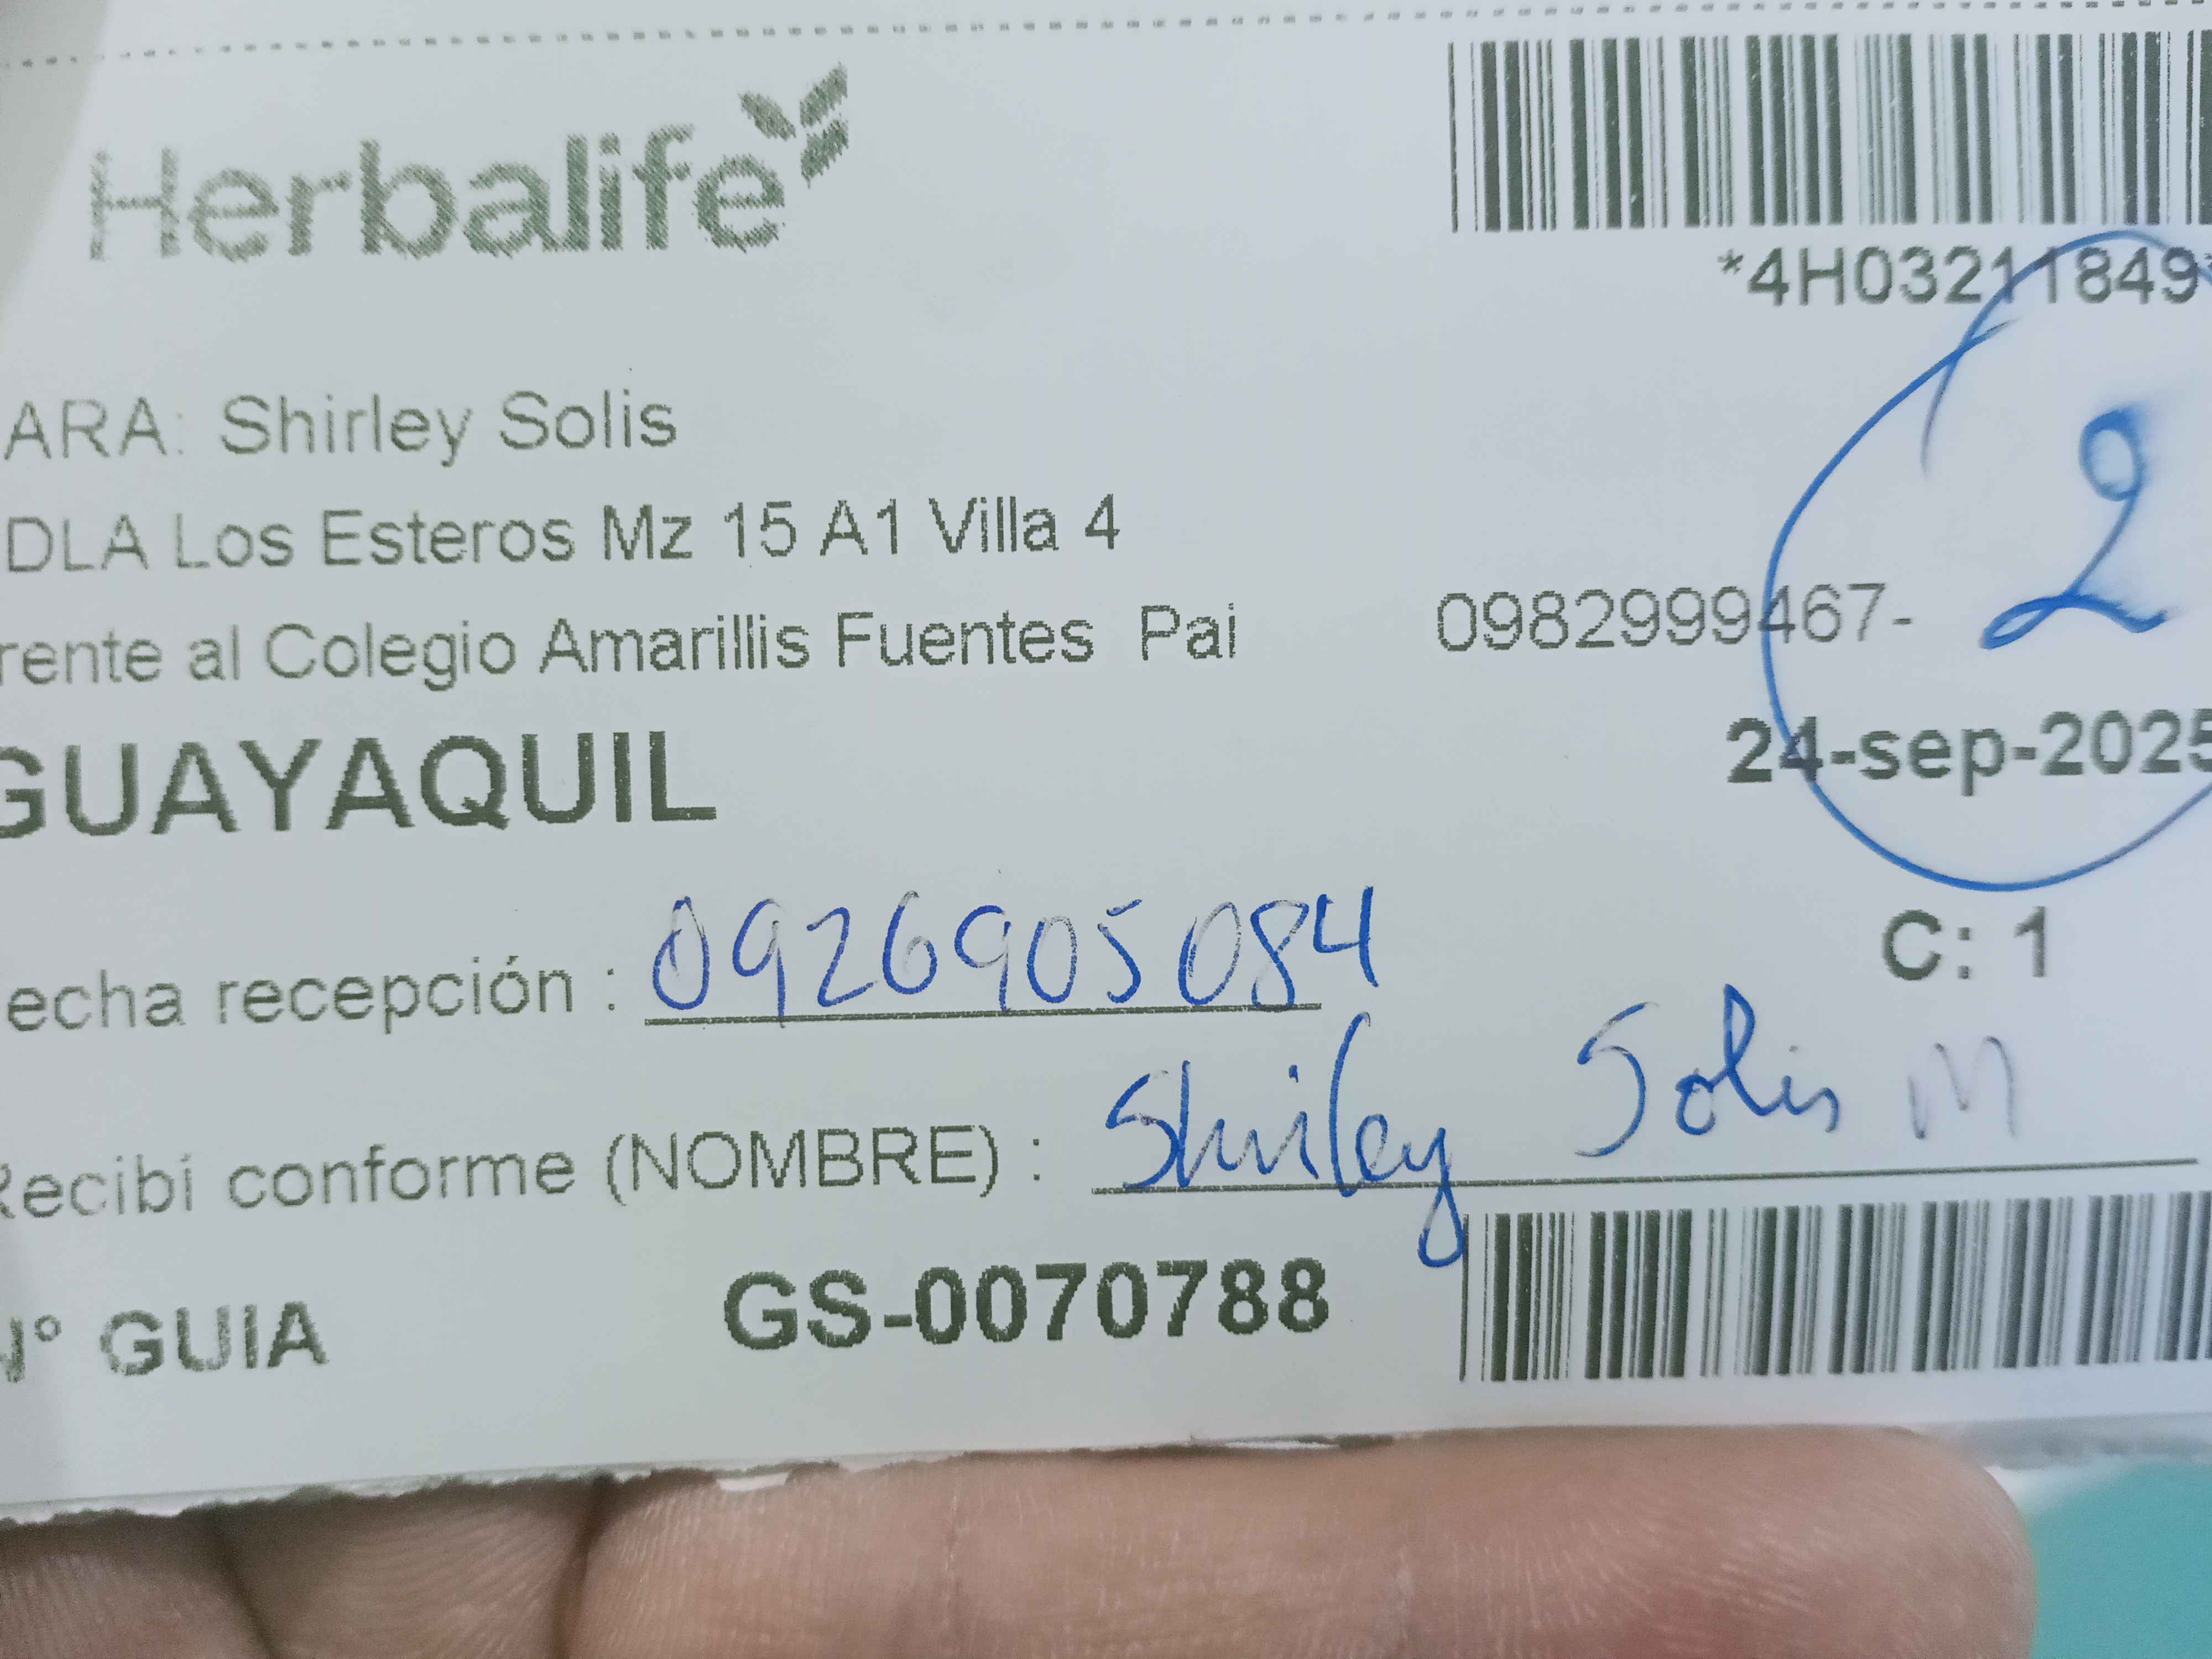 Herbalife
*4H03211849*
ARA: Shirley Solis
DLA Los Esteros Mz 15 A1 Villa 4
rente al Colegio Amarillis Fuentes Pai 0982999467-
2
GUAYAQUIL 24-sep-2025
C: 1
echa recepción : 0926905084
Recibí conforme (NOMBRE) : Shirley Solis M
N° GUIA GS-0070788